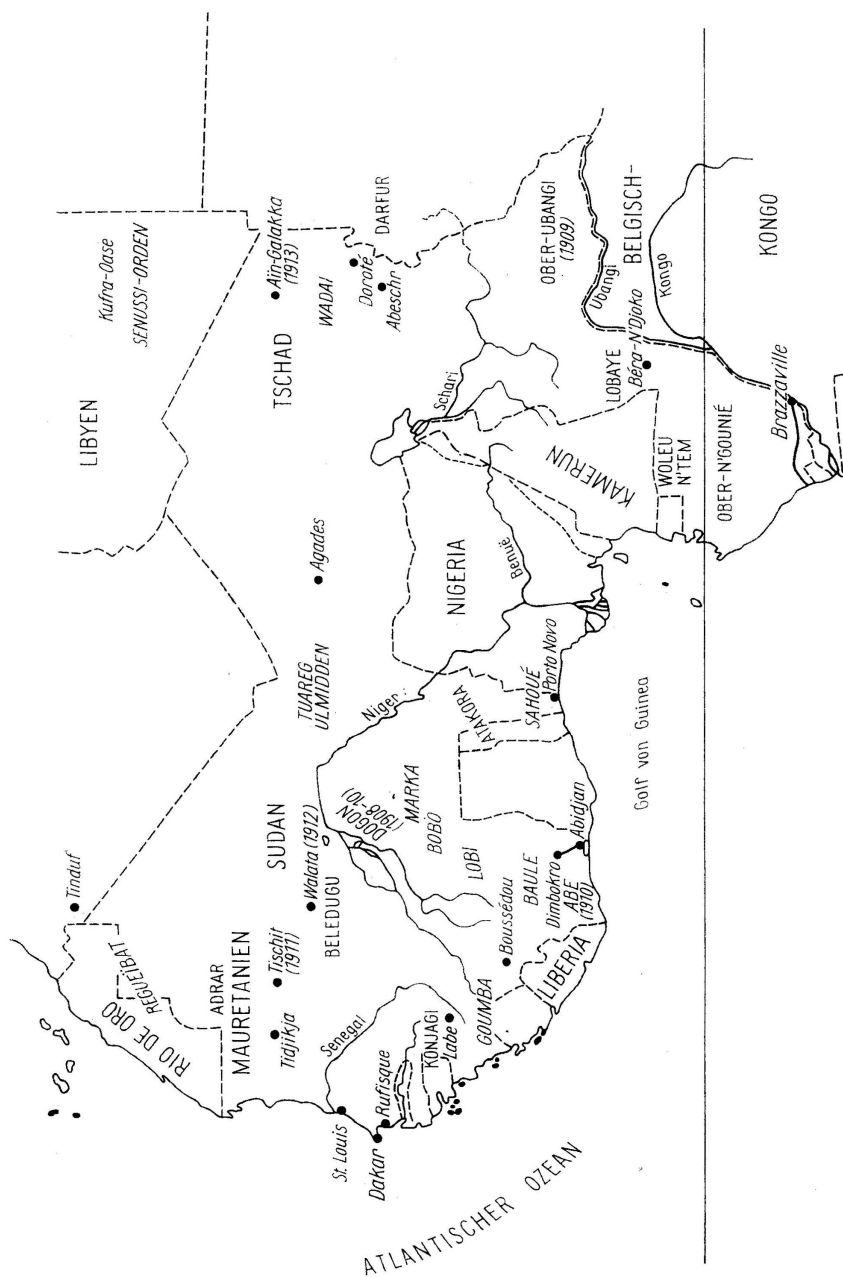 LIBYEN
Kufra-Oase
SENUSSI-ORDEN
TSCHAD
Aïn-Galakka
(1913)
WADAI
Doroté
Abeschr
DARFUR
Schari
OBER-UBANGI
(1909)
Ubangi
BELGISCH-
Kongo
KONGO
LOBAYE
Béra-N'Djoko
KAMERUN
WOLEU
N'TEM
OBER-N'GOUNIÉ
Brazzaville
Agades
NIGERIA
Benuë
TUAREG
ULMIDDEN
Niger
ATAKORA
SAHOUÉ
Porto Novo
Golf von Guinea
Tinduf
SUDAN
Walata (1912)
BELEDUGU
DOGON
(1908-10)
MARKA
BOBO
LOBI
Boussédou
BAULE
Dimbokro
ABE
(1910)
Abidjan
LIBERIA
RIO DE ORO
REGUEIBAT
ADRAR
MAURETANIEN
Tidjikja
Tischit
(1911)
Senegal
KONJAGI
Labe
GOUMBA
St. Louis
Dakar
Rufisque
ATLANTISCHER OZEAN